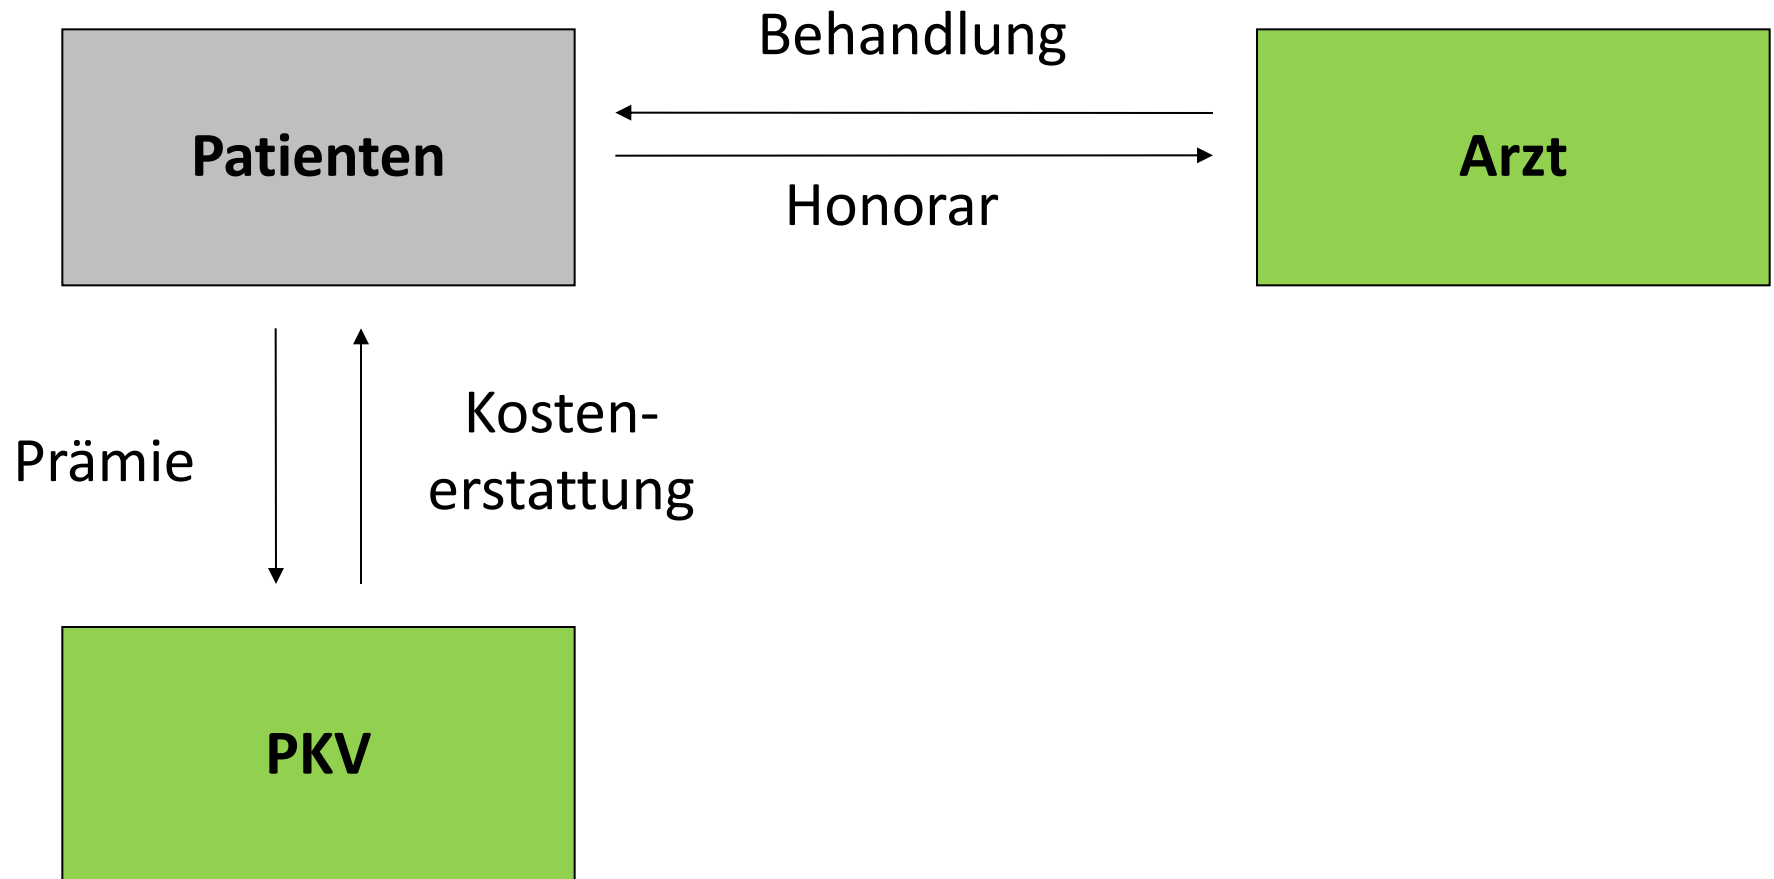 Behandlung
Patienten
Arzt
Honorar
Kosten-
Prämie
erstattung
PKV